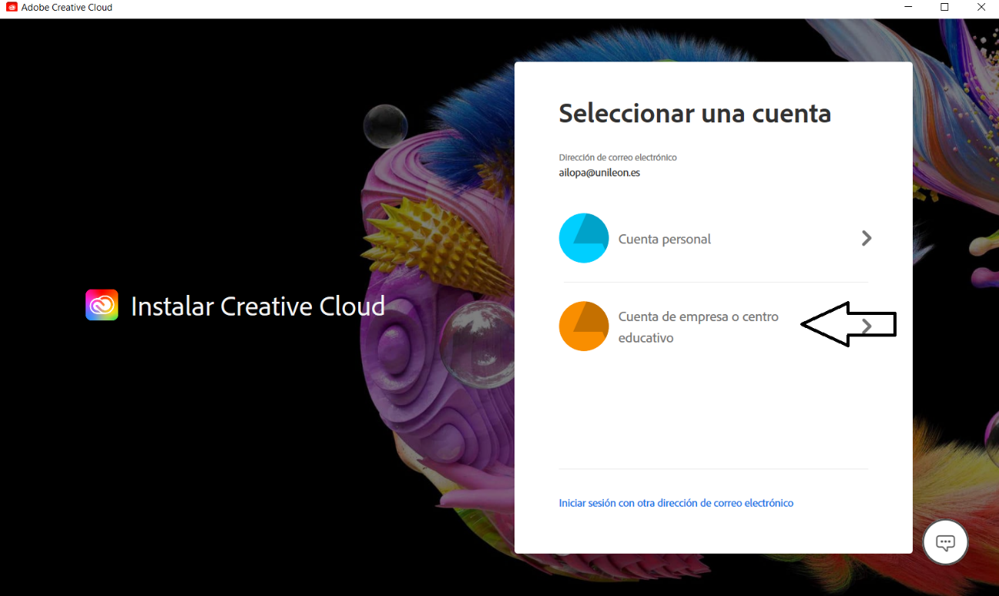 Adobe Creative Cloud
Seleccionar una cuenta
Dirección de correo electrónico
ailopa@unileon.es
Cuenta personal
Instalar Creative Cloud
Cuenta de empresa o centro
educativo
Iniciar sesión con otra dirección de correo electrónico